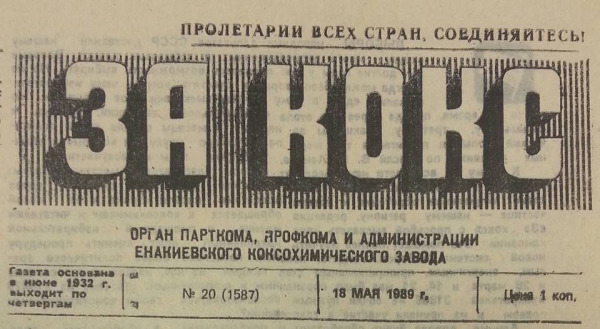 ПРОЛЕТАРИИ ВСЕХ СТРАН, СОЕДИНЯЙТЕСЬ!
ЗА КОКС
ОРГАН ПАРТКОМА, ПРОФКОМА И АДМИНИСТРАЦИИ
ЕНАКИЕВСКОГО КОКСОХИМИЧЕСКОГО ЗАВОДА
Газета основана
в июне 1932 г.
выходит по
четвергам
№ 20 (1587)
18 МАЯ 1989 г.
Цена 1 коп.